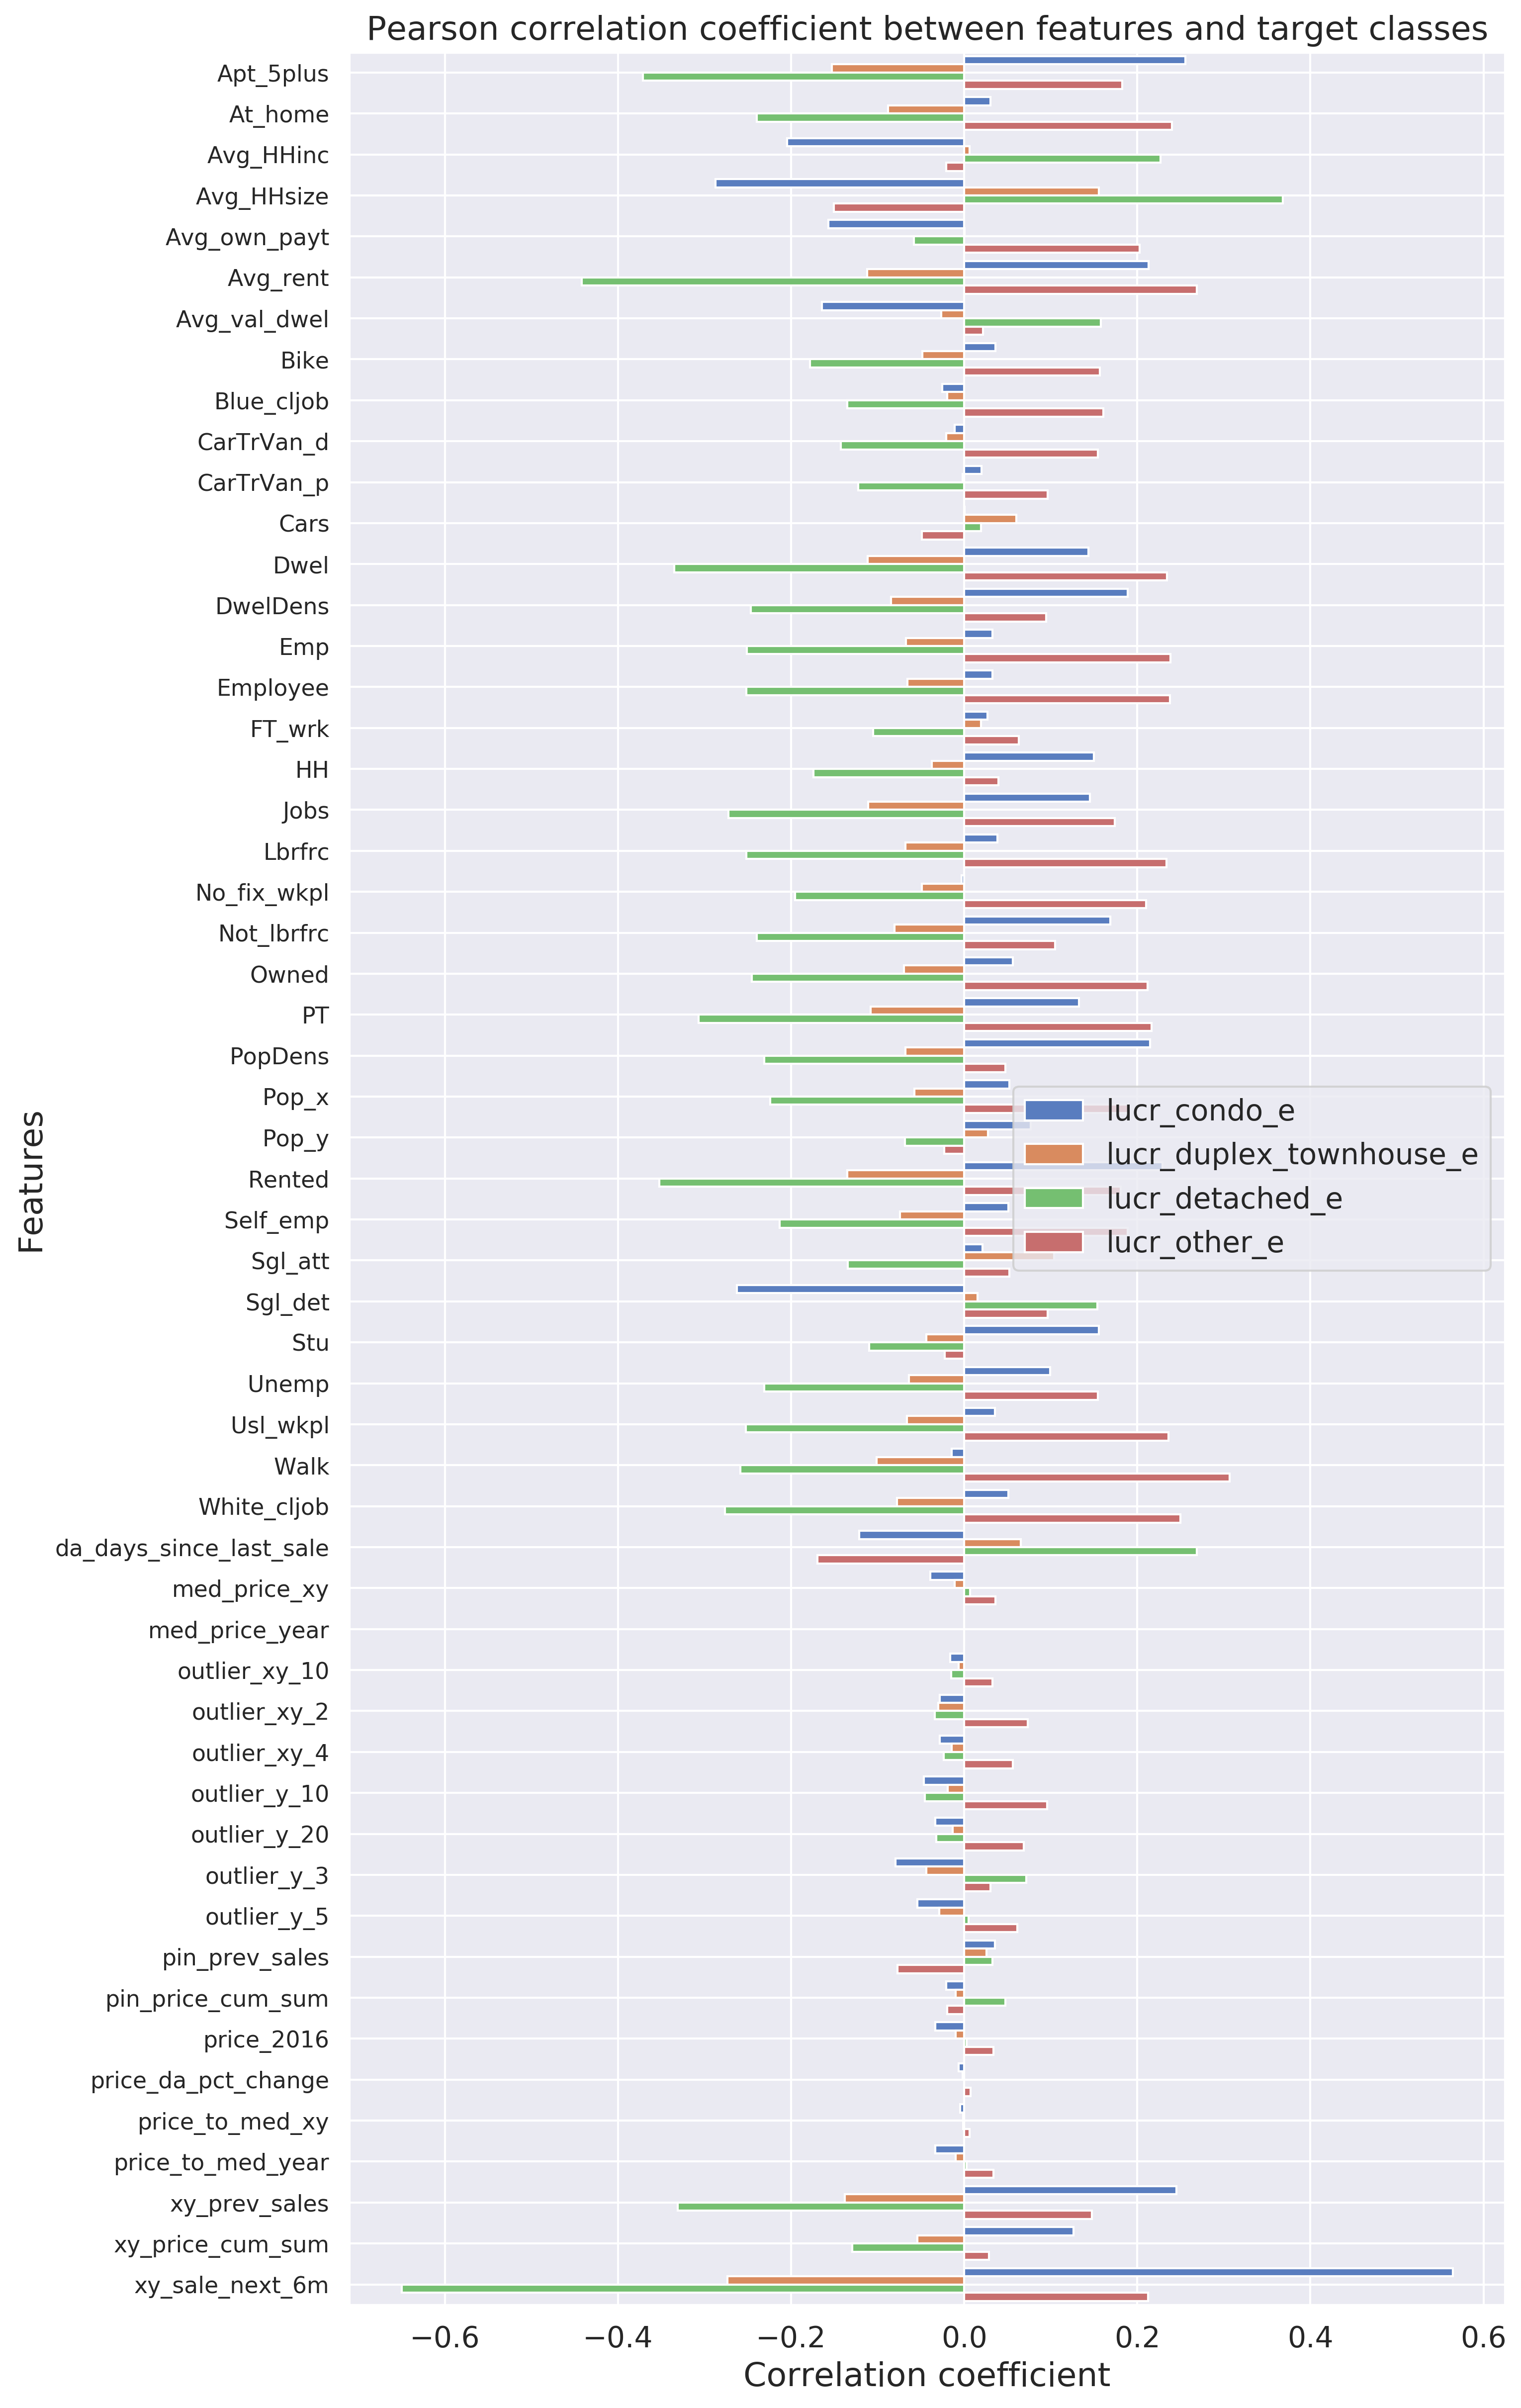 Pearson correlation coefficient between features and target classes
Features
Apt_5plus
At_home
Avg_HHinc
Avg_HHsize
Avg_own_payt
Avg_rent
Avg_val_dwel
Bike
Blue_cljob
CarTrVan_d
CarTrVan_p
Cars
Dwel
DwelDens
Emp
Employee
FT_wrk
HH
Jobs
Lbrfrc
No_fix_wkpl
Not_lbrfrc
Owned
PT
PopDens
Pop_x
Pop_y
Rented
Self_emp
Sgl_att
Sgl_det
Stu
Unemp
Usl_wkpl
Walk
White_cljob
da_days_since_last_sale
med_price_xy
med_price_year
outlier_xy_10
outlier_xy_2
outlier_xy_4
outlier_y_10
outlier_y_20
outlier_y_3
outlier_y_5
pin_prev_sales
pin_price_cum_sum
price_2016
price_da_pct_change
price_to_med_xy
price_to_med_year
xy_prev_sales
xy_price_cum_sum
xy_sale_next_6m
lucr_condo_e
lucr_duplex_townhouse_e
lucr_detached_e
lucr_other_e
−0.6 −0.4 −0.2 0.0 0.2 0.4 0.6
Correlation coefficient